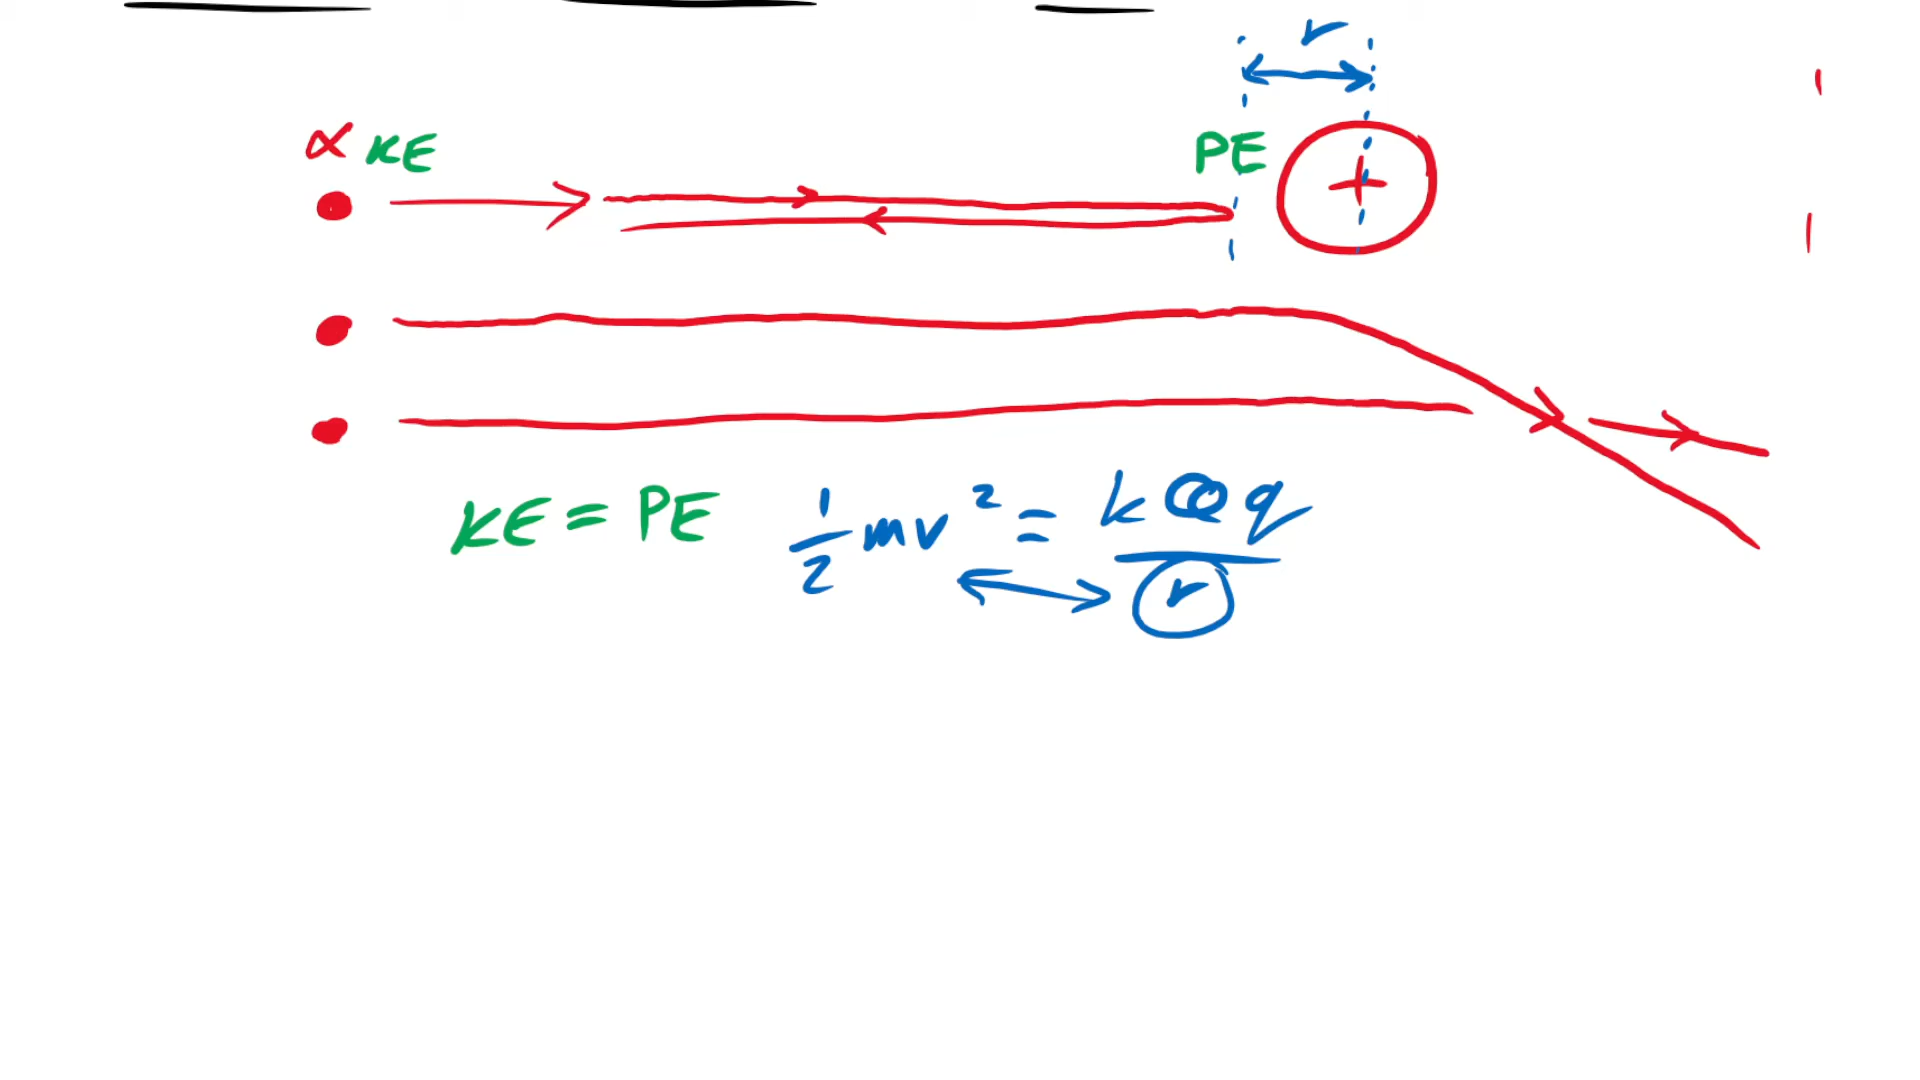 r
∝ KE
PE
+
KE = PE
1/2 mv² = kQq/r